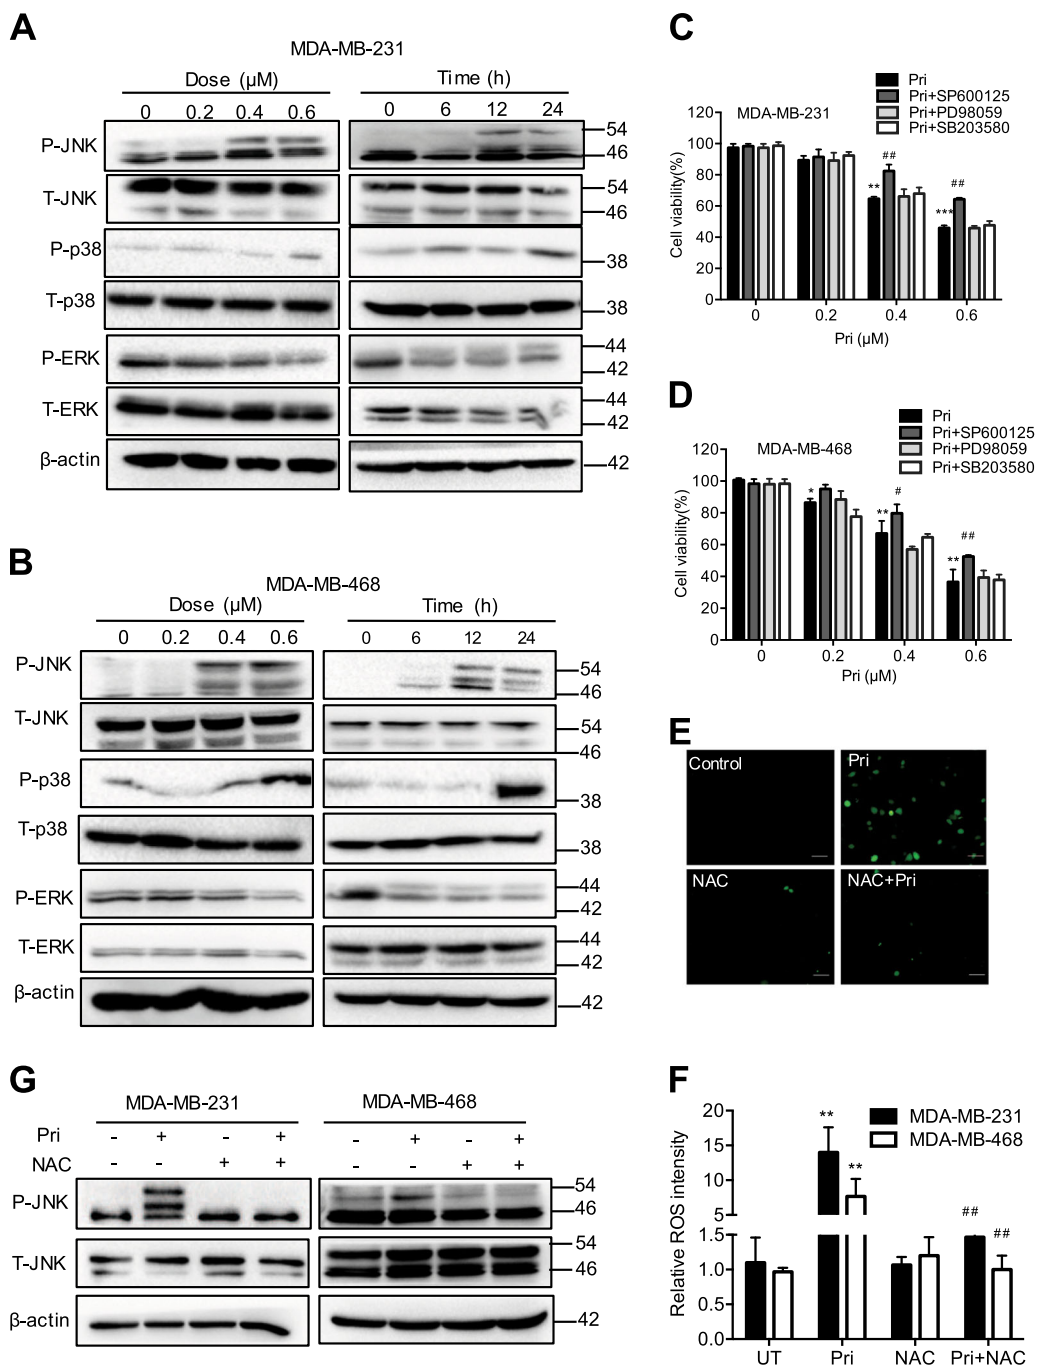 A
MDA-MB-231
Dose (µM) Time (h)
0 0.2 0.4 0.6 0 6 12 24
P-JNK 54
46
T-JNK 54
46
P-p38 38
T-p38 38
P-ERK 44
42
T-ERK 44
42
β-actin 42
B
MDA-MB-468
Dose (µM) Time (h)
0 0.2 0.4 0.6 0 6 12 24
P-JNK 54
46
T-JNK 54
46
P-p38 38
T-p38 38
P-ERK 44
42
T-ERK 44
42
β-actin 42
C
Pri
Pri+SP600125
Pri+PD98059
Pri+SB203580
MDA-MB-231
Cell viability(%)
120
100
80
60
40
20
0
** ## *** ##
0 0.2 0.4 0.6
Pri (µM)
D
Pri
Pri+SP600125
Pri+PD98059
Pri+SB203580
MDA-MB-468
Cell viability(%)
120
100
80
60
40
20
0
* ** # ** ##
0 0.2 0.4 0.6
Pri (µM)
E
Control Pri
NAC NAC+Pri
G
MDA-MB-231 MDA-MB-468
Pri - + - + - + - +
NAC - - + + - - + +
P-JNK 54
46
T-JNK 54
46
β-actin 42
F
MDA-MB-231
MDA-MB-468
Relative ROS intensity
20
15
10
5
1.5
1.0
0.5
0.0
** ** ## ##
UT Pri NAC Pri+NAC